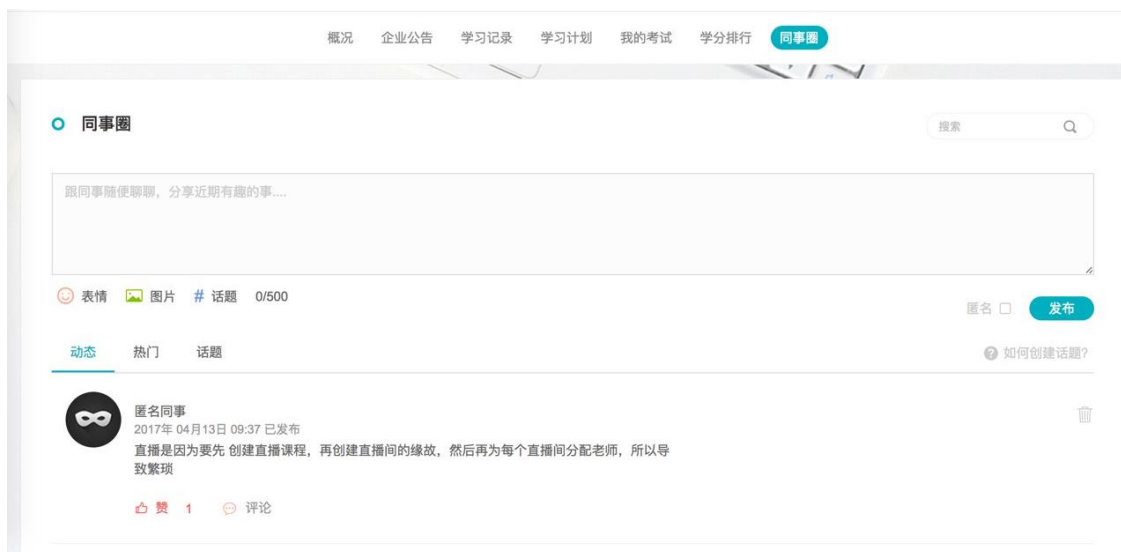 概况 企业公告 学习记录 学习计划 我的考试 学分排行 同事圈
同事圈
搜索
跟同事随便聊聊，分享近期有趣的事....
表情 图片 # 话题 0/500
匿名 发布
动态 热门 话题 ? 如何创建话题?
匿名同事
2017年 04月13日 09:37 已发布
直播是因为要先 创建直播课程，再创建直播间的缘故，然后再为每个直播间分配老师，所以导
致繁琐
赞 1 评论